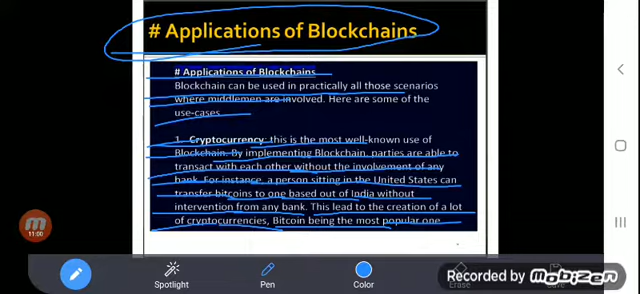 # Applications of Blockchains
# Applications of Blockchains
Blockchain can be used in practically all those scenarios
where middlemen are involved. Here are some of the
use-cases
1. Cryptocurrency: this is the most well-known use of
Blockchain. By implementing Blockchain, parties are able to
transact with each other without the involvement of any
bank. For instance, a person sitting in the United States can
transfer bitcoins to one based out of India without
intervention from any bank. This lead to the creation of a lot
of cryptocurrencies, Bitcoin being the most popular one
11:00
Spotlight
Pen
Color
Erase
Save
Recorded by mobizen